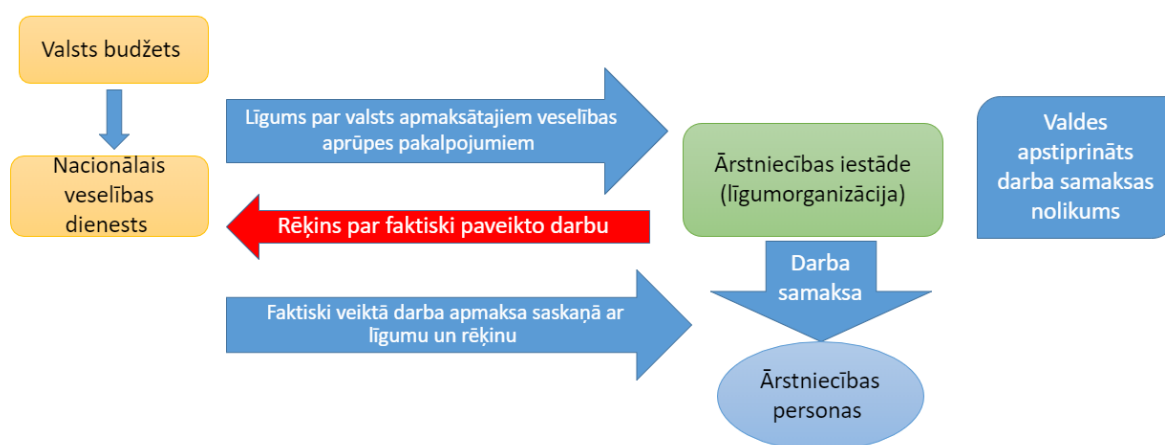 Valsts budžets
Nacionālais
veselības
dienests
Līgums par valsts apmaksātajiem veselības
aprūpes pakalpojumiem
Rēķins par faktiski paveikto darbu
Faktiski veiktā darba apmaksa saskaņā ar
līgumu un rēķinu
Ārstniecības iestāde
(līgumorganizācija)
Darba
samaksa
Ārstniecības
personas
Valdes
apstiprināts
darba samaksas
nolikums